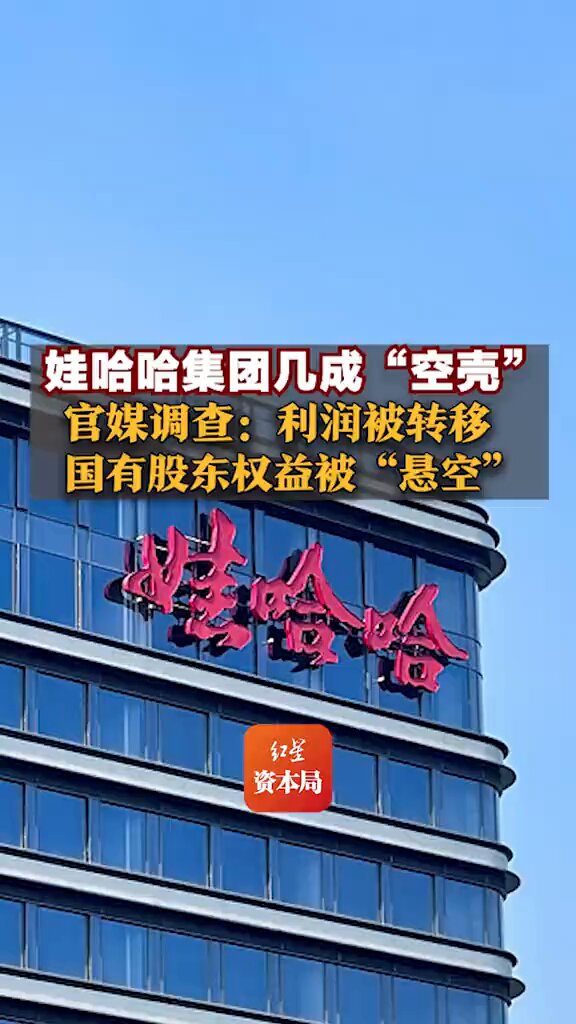 娃哈哈集团几成“空壳”
官媒调查：利润被转移
国有股东权益被“悬空”
娃哈哈
红星
资本局